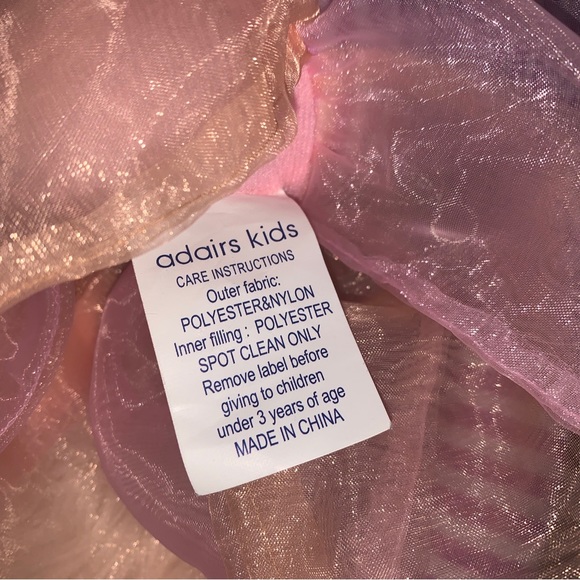 adairs kids
CARE INSTRUCTIONS
Outer fabric:
POLYESTER&NYLON
Inner filling : POLYESTER
SPOT CLEAN ONLY
Remove label before
giving to children
under 3 years of age
MADE IN CHINA